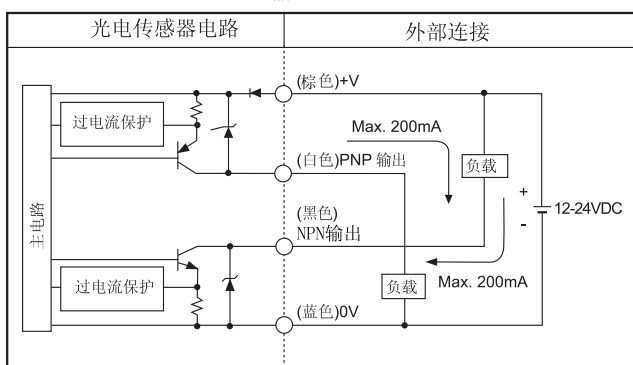 光电传感器电路
外部连接
(棕色)+V
过电流保护
Max. 200mA
负载
(白色)PNP 输出
+
12-24VDC
-
主电路
(黑色)
NPN输出
过电流保护
负载
Max. 200mA
(蓝色)0V